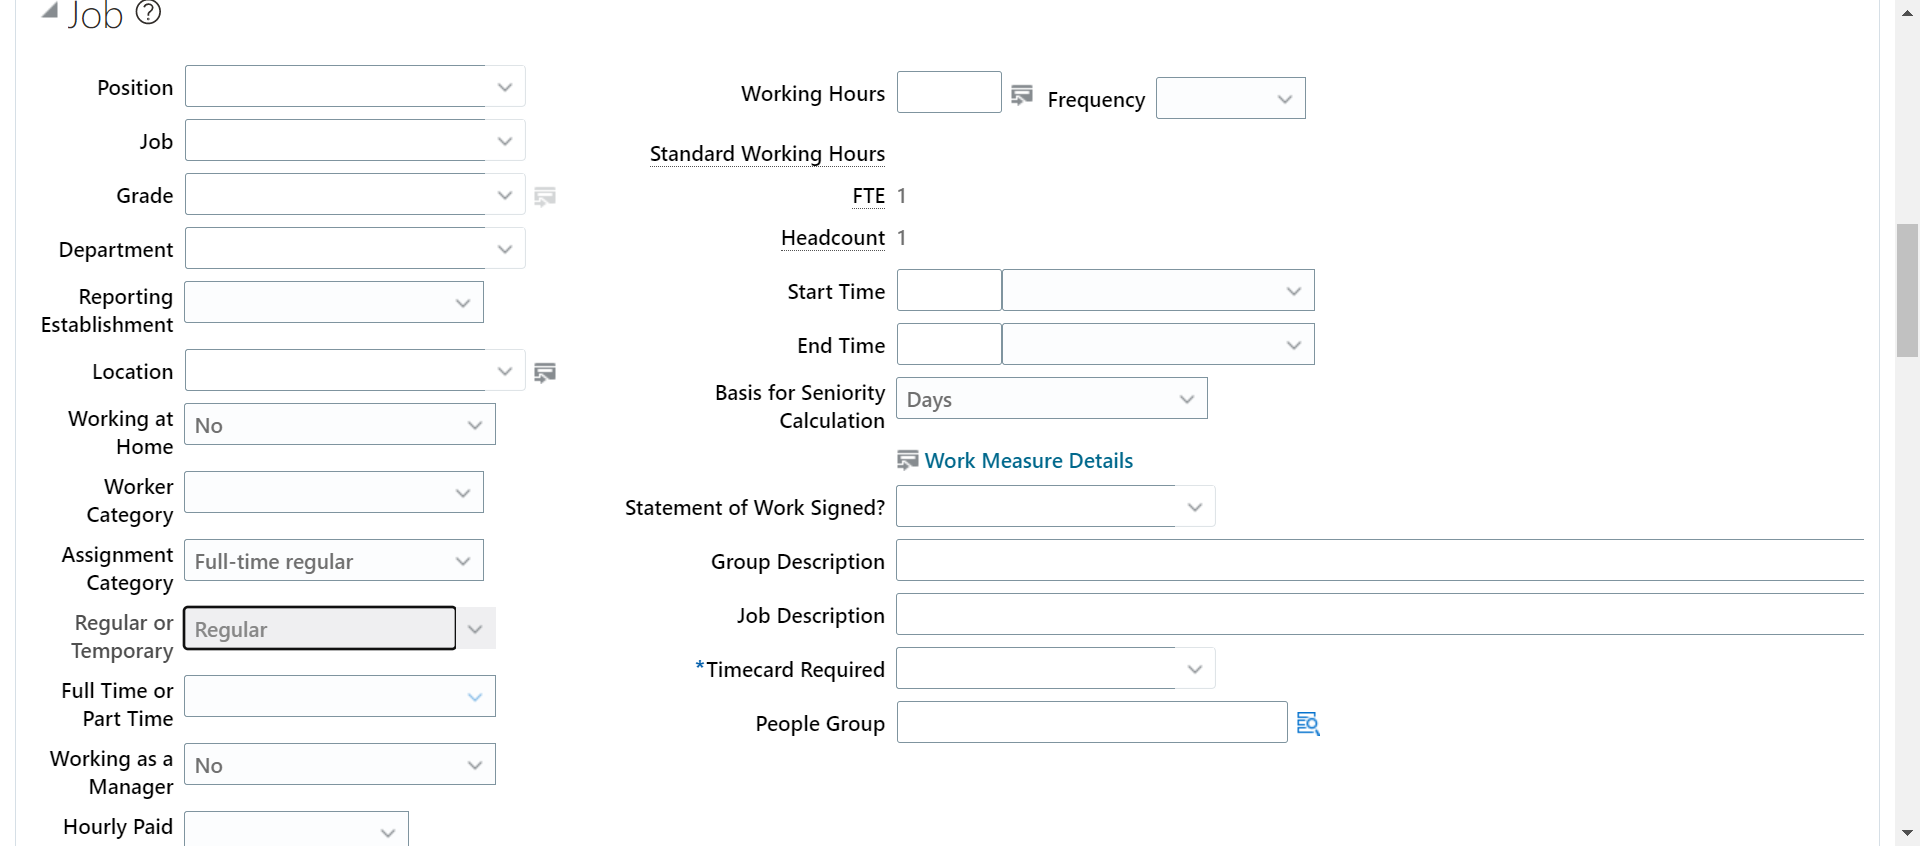 Job
Position
Job
Grade
Department
Reporting
Establishment
Location
Working at
Home
No
Worker
Category
Assignment
Category
Full-time regular
Regular or
Temporary
Regular
Full Time or
Part Time
Working as a
Manager
No
Hourly Paid
Working Hours
Frequency
Standard Working Hours
FTE 1
Headcount 1
Start Time
End Time
Basis for Seniority
Calculation
Days
Work Measure Details
Statement of Work Signed?
Group Description
Job Description
*Timecard Required
People Group